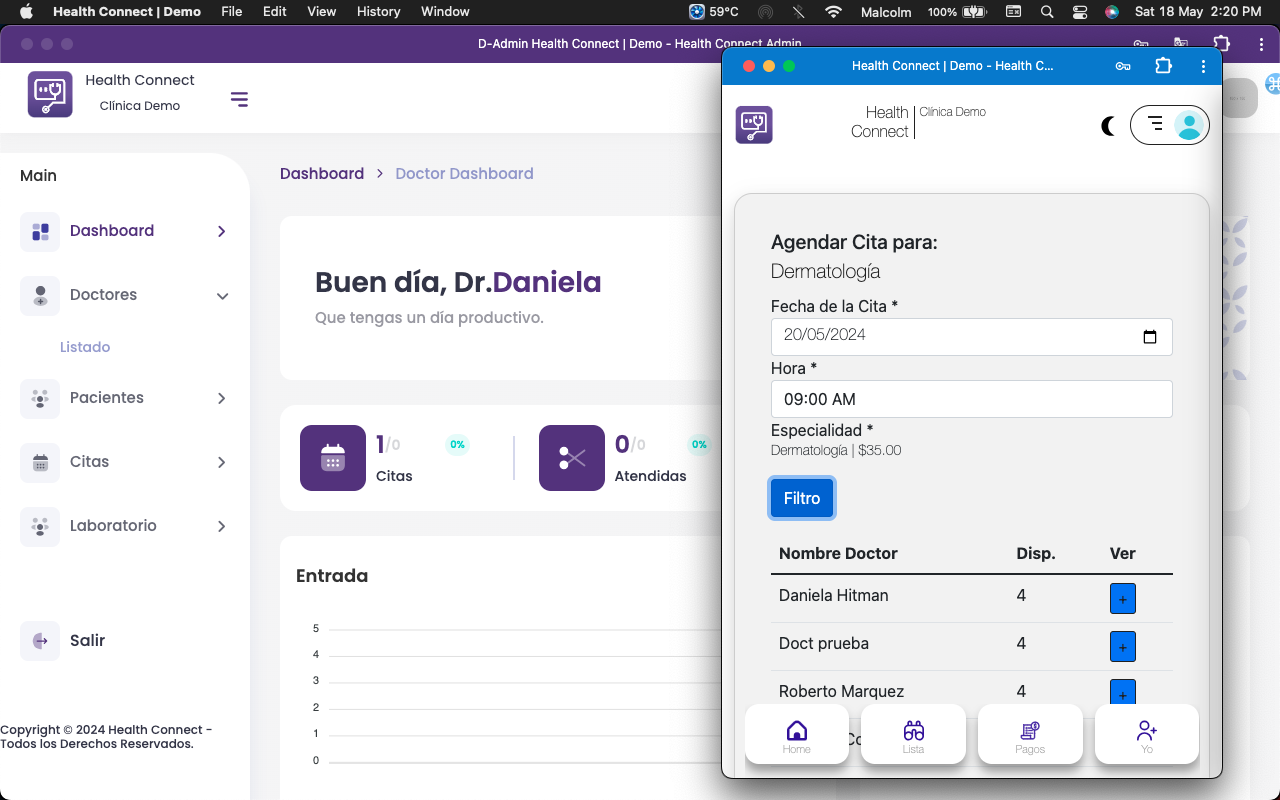 Health Connect | Demo File Edit View History Window 59°C Malcolm 100% Sat 18 May 2:20 PM
D-Admin Health Connect | Demo - Health Connect Admin
Health Connect
Clínica Demo
Main
Dashboard
Doctores
Listado
Pacientes
Citas
Laboratorio
Salir
Copyright © 2024 Health Connect -
Todos los Derechos Reservados.
Dashboard > Doctor Dashboard
Buen día, Dr.Daniela
Que tengas un día productivo.
1/0 0%
Citas
0/0 0%
Atendidas
Entrada
5
4
3
2
1
0
Health Connect | Demo - Health C...
Health
Connect
Clínica Demo
Agendar Cita para:
Dermatología
Fecha de la Cita *
20/05/2024
Hora *
09:00 AM
Especialidad *
Dermatología | $35.00
Filtro
Nombre Doctor Disp. Ver
Daniela Hitman 4 +
Doct prueba 4 +
Roberto Marquez 4 +
Home Lista Pagos Yo